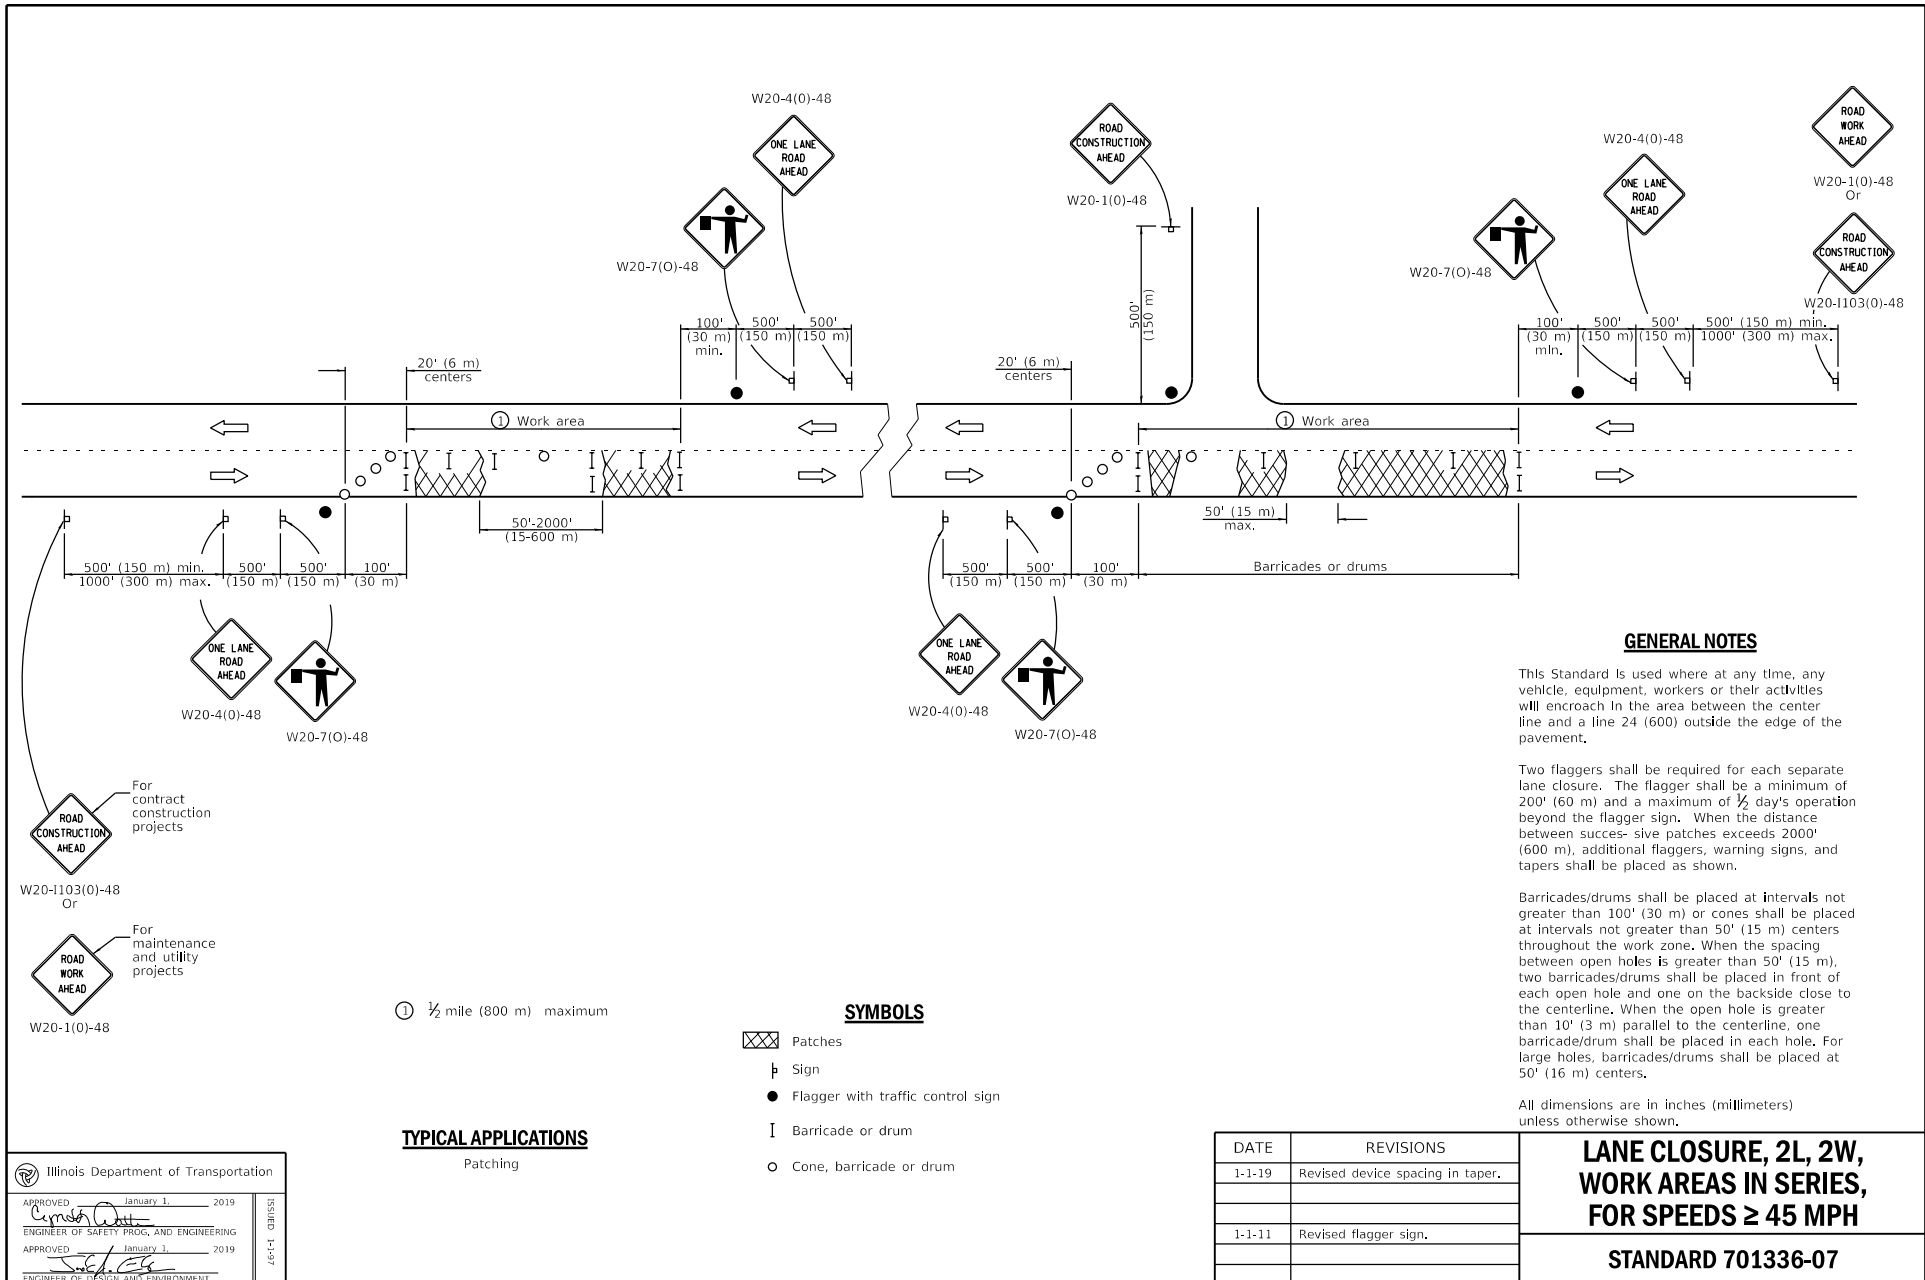 W20-4(0)-48
ONE LANE
ROAD
AHEAD
W20-7(O)-48
100'
(30 m)
min.
500'
(150 m)
500'
(150 m)
ROAD
CONSTRUCTION
AHEAD
W20-1(0)-48
500'
(150 m)
W20-4(0)-48
ONE LANE
ROAD
AHEAD
W20-7(O)-48
ROAD
WORK
AHEAD
W20-1(0)-48
Or
ROAD
CONSTRUCTION
AHEAD
W20-I103(0)-48
100'
(30 m)
min.
500'
(150 m)
500'
(150 m)
500' (150 m) min.
1000' (300 m) max.
20' (6 m)
centers
20' (6 m)
centers
1 Work area
1 Work area
50'-2000'
(15-600 m)
50' (15 m)
max.
Barricades or drums
500' (150 m) min.
1000' (300 m) max.
500'
(150 m)
500'
(150 m)
100'
(30 m)
500'
(150 m)
500'
(150 m)
100'
(30 m)
ONE LANE
ROAD
AHEAD
W20-4(0)-48
W20-7(O)-48
ONE LANE
ROAD
AHEAD
W20-4(0)-48
W20-7(O)-48
For
contract
construction
projects
ROAD
CONSTRUCTION
AHEAD
W20-I103(0)-48
Or
For
maintenance
and utility
projects
ROAD
WORK
AHEAD
W20-1(0)-48
1 ½ mile (800 m) maximum
TYPICAL APPLICATIONS
Patching
SYMBOLS
Patches
Sign
Flagger with traffic control sign
Barricade or drum
Cone, barricade or drum
GENERAL NOTES
This Standard is used where at any time, any
vehicle, equipment, workers or their activities
will encroach in the area between the center
line and a line 24 (600) outside the edge of the
pavement.
Two flaggers shall be required for each separate
lane closure. The flagger shall be a minimum of
200' (60 m) and a maximum of ½ day's operation
beyond the flagger sign. When the distance
between succes- sive patches exceeds 2000'
(600 m), additional flaggers, warning signs, and
tapers shall be placed as shown.
Barricades/drums shall be placed at intervals not
greater than 100' (30 m) or cones shall be placed
at intervals not greater than 50' (15 m) centers
throughout the work zone. When the spacing
between open holes is greater than 50' (15 m),
two barricades/drums shall be placed in front of
each open hole and one on the backside close to
the centerline. When the open hole is greater
than 10' (3 m) parallel to the centerline, one
barricade/drum shall be placed in each hole. For
large holes, barricades/drums shall be placed at
50' (16 m) centers.
All dimensions are in inches (millimeters)
unless otherwise shown.
Illinois Department of Transportation
APPROVED January 1, 2019
ENGINEER OF SAFETY PROG. AND ENGINEERING
APPROVED January 1, 2019
ENGINEER OF DESIGN AND ENVIRONMENT
ISSUED 1-1-97
DATE REVISIONS
1-1-19 Revised device spacing in taper.
1-1-11 Revised flagger sign.
LANE CLOSURE, 2L, 2W,
WORK AREAS IN SERIES,
FOR SPEEDS ≥ 45 MPH
STANDARD 701336-07